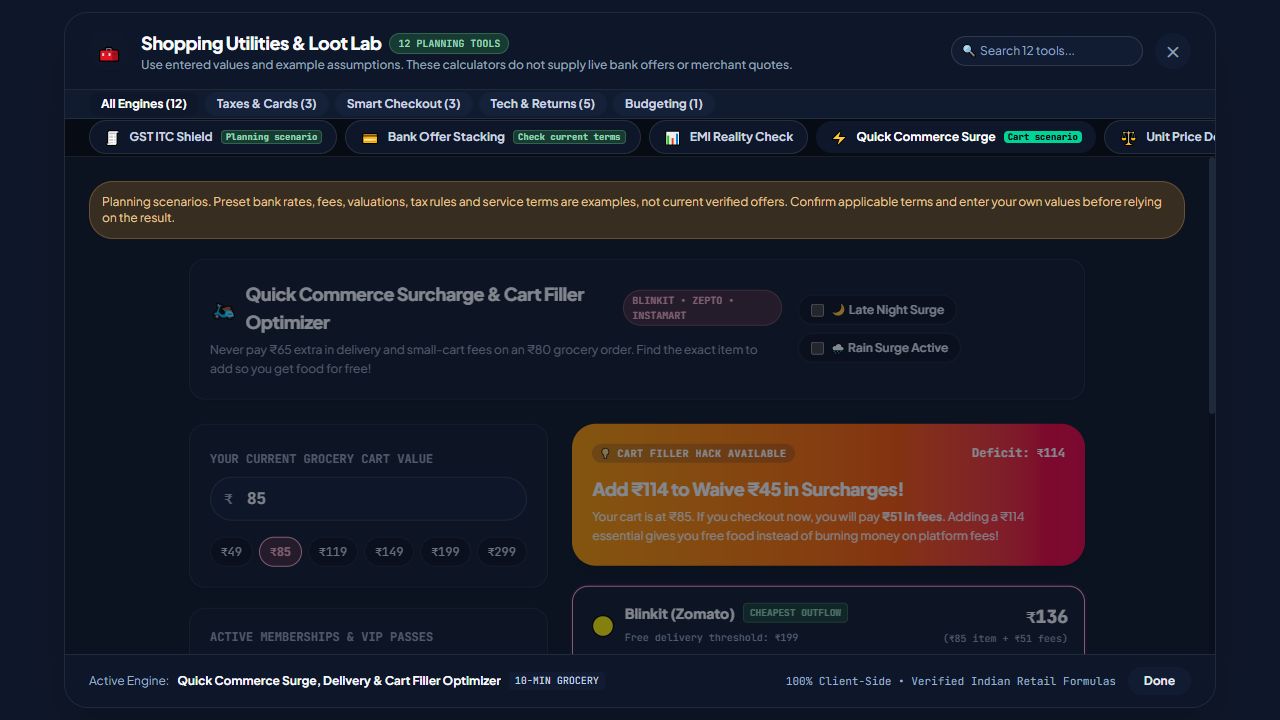 Shopping Utilities & Loot Lab 12 PLANNING TOOLS
Use entered values and example assumptions. These calculators do not supply live bank offers or merchant quotes.
Search 12 tools...
All Engines (12) Taxes & Cards (3) Smart Checkout (3) Tech & Returns (5) Budgeting (1)
GST ITC Shield Planning scenario Bank Offer Stacking Check current terms EMI Reality Check Quick Commerce Surge Cart scenario Unit Price De
Planning scenarios. Preset bank rates, fees, valuations, tax rules and service terms are examples, not current verified offers. Confirm applicable terms and enter your own values before relying
on the result.
Quick Commerce Surcharge & Cart Filler
Optimizer
BLINKIT • ZEPTO •
INSTAMART
Never pay ₹65 extra in delivery and small-cart fees on an ₹80 grocery order. Find the exact item to
add so you get food for free!
Late Night Surge
Rain Surge Active
YOUR CURRENT GROCERY CART VALUE
₹ 85
₹49 ₹85 ₹119 ₹149 ₹199 ₹299
ACTIVE MEMBERSHIPS & VIP PASSES
CART FILLER HACK AVAILABLE Deficit: ₹114
Add ₹114 to Waive ₹45 in Surcharges!
Your cart is at ₹85. If you checkout now, you will pay ₹51 in fees. Adding a ₹114
essential gives you free food instead of burning money on platform fees!
Blinkit (Zomato) CHEAPEST OUTFLOW ₹136
Free delivery threshold: ₹199 (₹85 item + ₹51 fees)
Active Engine: Quick Commerce Surge, Delivery & Cart Filler Optimizer 10-MIN GROCERY
100% Client-Side • Verified Indian Retail Formulas Done